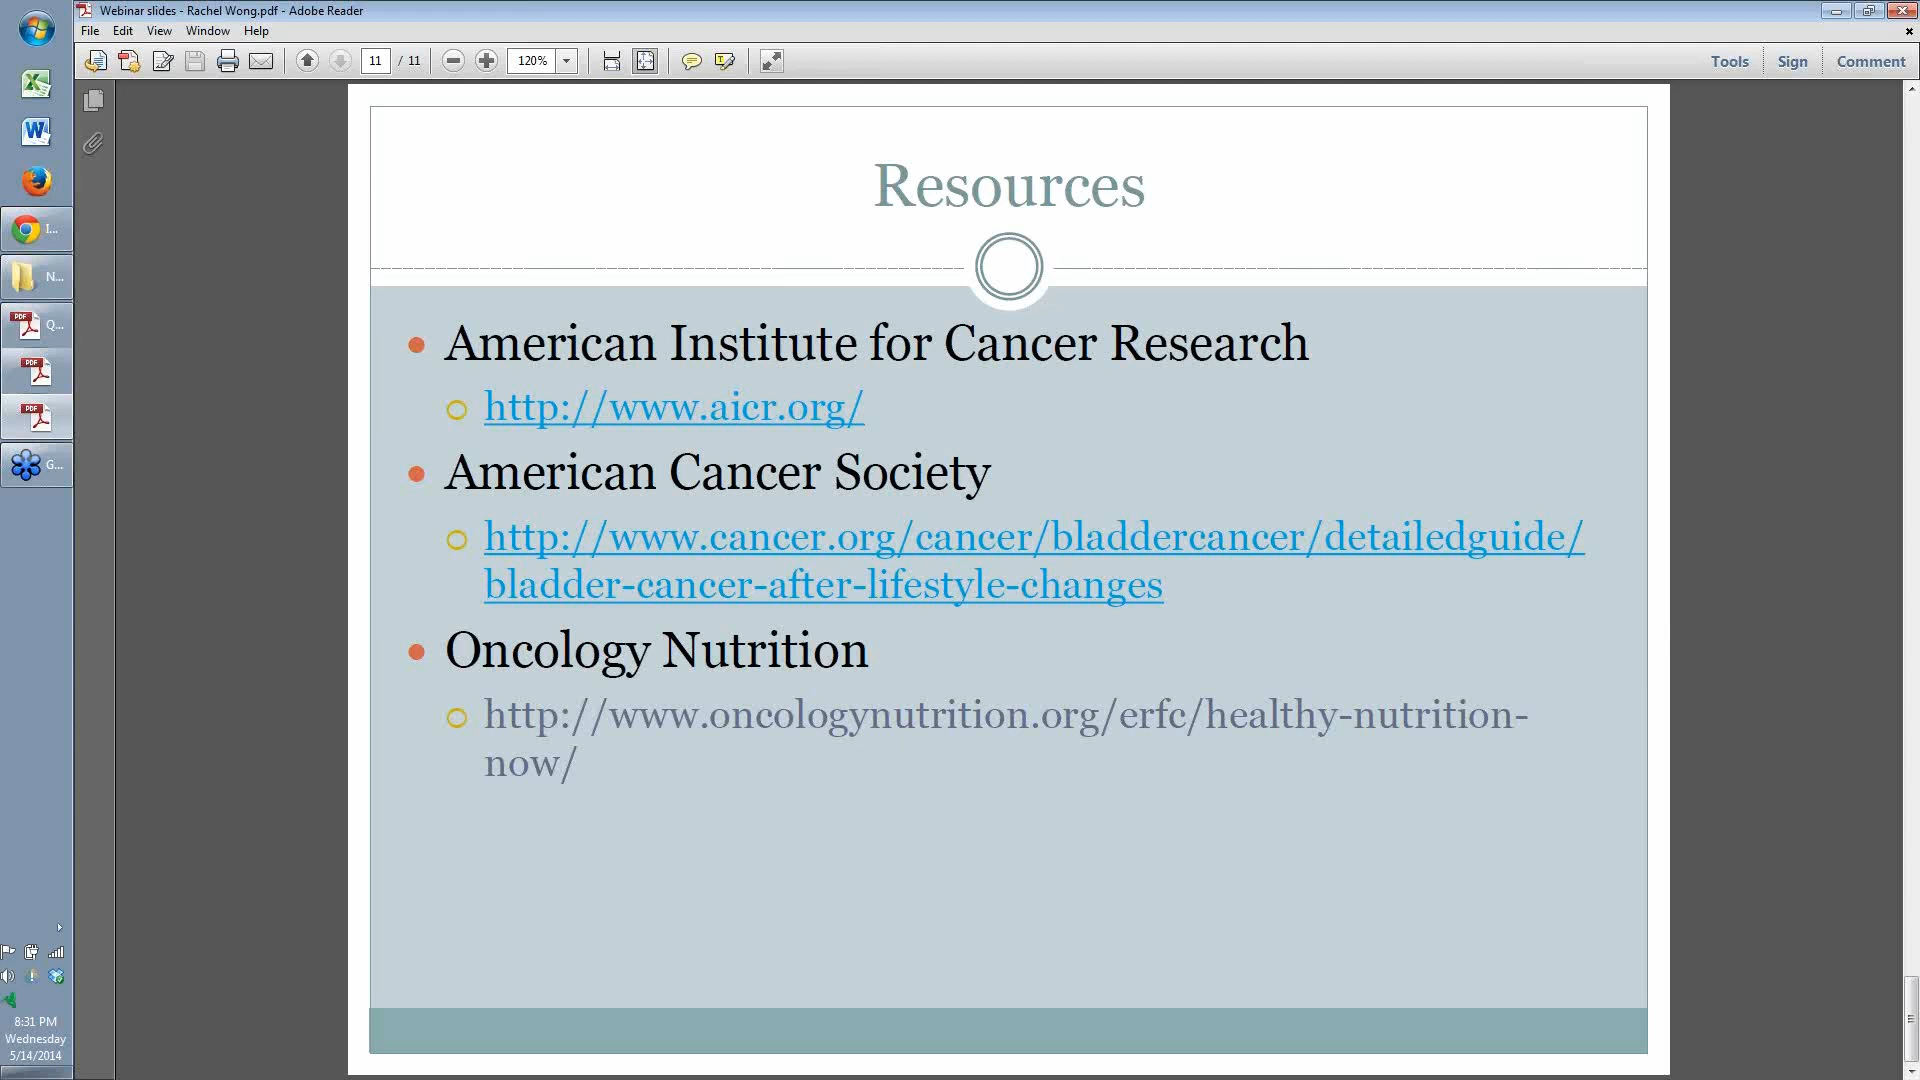 Webinar slides - Rachel Wong.pdf - Adobe Reader
File Edit View Window Help
11 / 11 120% Tools Sign Comment
Resources
American Institute for Cancer Research
http://www.aicr.org/
American Cancer Society
http://www.cancer.org/cancer/bladdercancer/detailedguide/
bladder-cancer-after-lifestyle-changes
Oncology Nutrition
http://www.oncologynutrition.org/erfc/healthy-nutrition-
now/
I...
N...
PDF Q...
PDF
PDF
G...
8:31 PM
Wednesday
5/14/2014